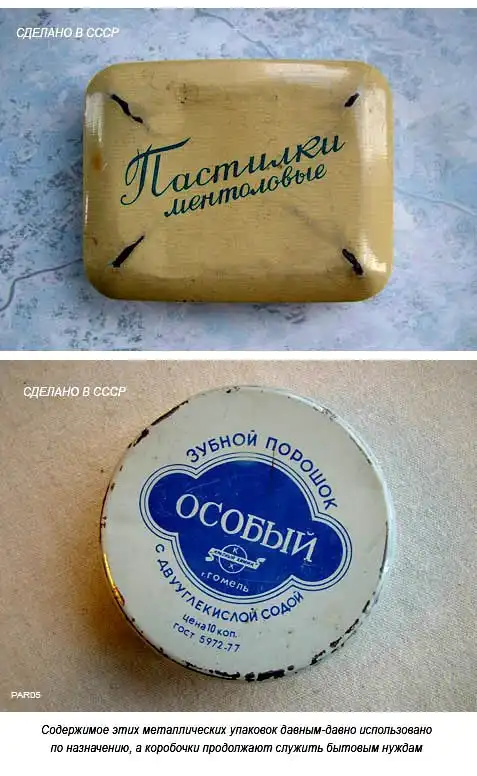 СДЕЛАНО В СССР
Пастилки
ментоловые
СДЕЛАНО В СССР
ЗУБНОЙ ПОРОШОК
ОСОБЫЙ
К
Х
г. гомель
С ДВУУГЛЕКИСЛОЙ СОДОЙ
цена 10 коп.
гост 5972-77
PAR05
Содержимое этих металлических упаковок давным-давно использовано
по назначению, а коробочки продолжают служить бытовым нуждам